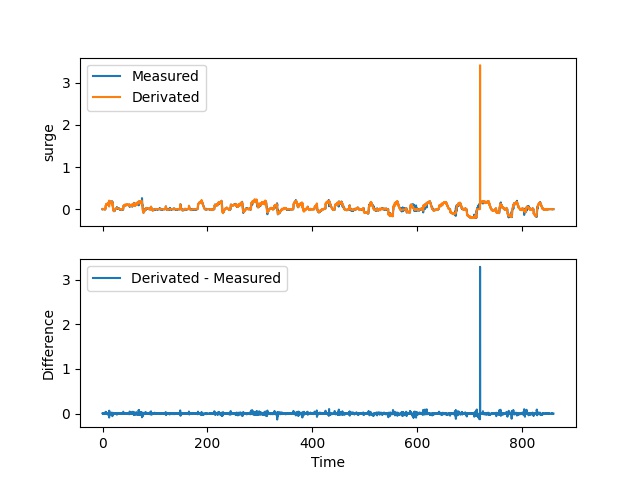 Measured
Derivated
3
2
1
0
surge
Derivated - Measured
3
2
1
0
Difference
0 200 400 600 800
Time